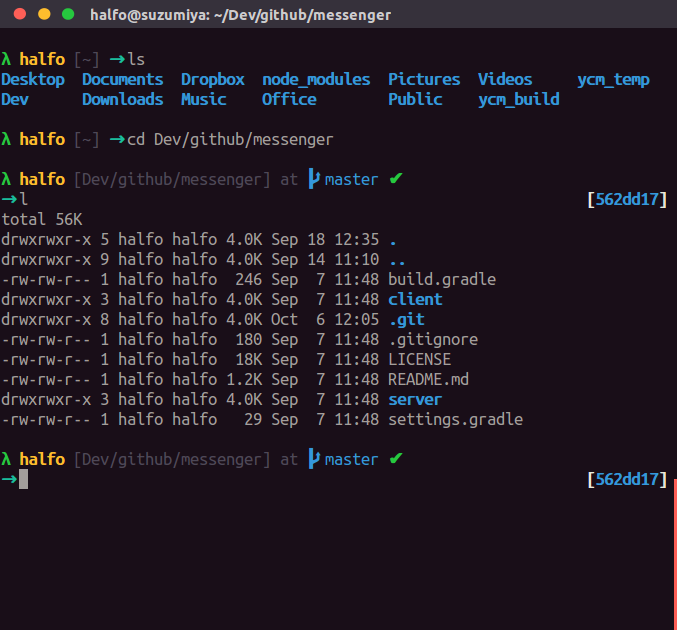 halfo@suzumiya: ~/Dev/github/messenger
λ halfo [~] →ls
Desktop  Documents  Dropbox  node_modules  Pictures  Videos     ycm_temp
Dev      Downloads  Music    Office        Public    ycm_build
λ halfo [~] →cd Dev/github/messenger
λ halfo [Dev/github/messenger] at master ✔
→l [562dd17]
total 56K
drwxrwxr-x 5 halfo halfo 4.0K Sep 18 12:35 .
drwxrwxr-x 9 halfo halfo 4.0K Sep 14 11:10 ..
-rw-rw-r-- 1 halfo halfo  246 Sep  7 11:48 build.gradle
drwxrwxr-x 3 halfo halfo 4.0K Sep  7 11:48 client
drwxrwxr-x 8 halfo halfo 4.0K Oct  6 12:05 .git
-rw-rw-r-- 1 halfo halfo  180 Sep  7 11:48 .gitignore
-rw-rw-r-- 1 halfo halfo  18K Sep  7 11:48 LICENSE
-rw-rw-r-- 1 halfo halfo 1.2K Sep  7 11:48 README.md
drwxrwxr-x 3 halfo halfo 4.0K Sep  7 11:48 server
-rw-rw-r-- 1 halfo halfo   29 Sep  7 11:48 settings.gradle
λ halfo [Dev/github/messenger] at master ✔
→ [562dd17]